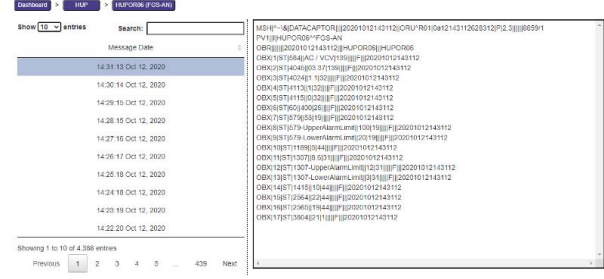 Dashboard > HUP > HUPOR06 (FGS-AN)
Show 10 entries Search:
Message Date
14:31:13 Oct 12, 2020
14:30:14 Oct 12, 2020
14:29:15 Oct 12, 2020
14:28:15 Oct 12, 2020
14:27:16 Oct 12, 2020
14:26:17 Oct 12, 2020
14:25:18 Oct 12, 2020
14:24:18 Oct 12, 2020
14:23:19 Oct 12, 2020
14:22:20 Oct 12, 2020
Showing 1 to 10 of 4,386 entries
Previous 1 2 3 4 5 ... 439 Next
MSH|^~\&|DATACAPTOR||||20201012143112||ORU^R01|0a12143112628312|P|2.3||||||8859/1
PV1||I|HUPOR06^^FGS-AN
OBR||||||20201012143112||||HUPOR06||||HUPOR06
OBX|1|ST|584||AC / VCV|139|||||F|||20201012143112
OBX|2|ST|4045||03.37|139|||||F|||20201012143112
OBX|3|ST|4024||1.1|32|||||F|||20201012143112
OBX|4|ST|4113||1|32|||||F|||20201012143112
OBX|5|ST|4115||0|32|||||F|||20201012143112
OBX|6|ST|60||400|26|||||F|||20201012143112
OBX|7|ST|579||53|19|||||F|||20201012143112
OBX|8|ST|579-UpperAlarmLimit||100|19|||||F|||20201012143112
OBX|9|ST|579-LowerAlarmLimit||20|19|||||F|||20201012143112
OBX|10|ST|1189||5|44|||||F|||20201012143112
OBX|11|ST|1307||8.6|31|||||F|||20201012143112
OBX|12|ST|1307-UpperAlarmLimit||12|31|||||F|||20201012143112
OBX|13|ST|1307-LowerAlarmLimit||3|31|||||F|||20201012143112
OBX|14|ST|1415||10|44|||||F|||20201012143112
OBX|15|ST|2564||22|44|||||F|||20201012143112
OBX|16|ST|2565||19|44|||||F|||20201012143112
OBX|17|ST|3804||21|1|||||F|||20201012143112